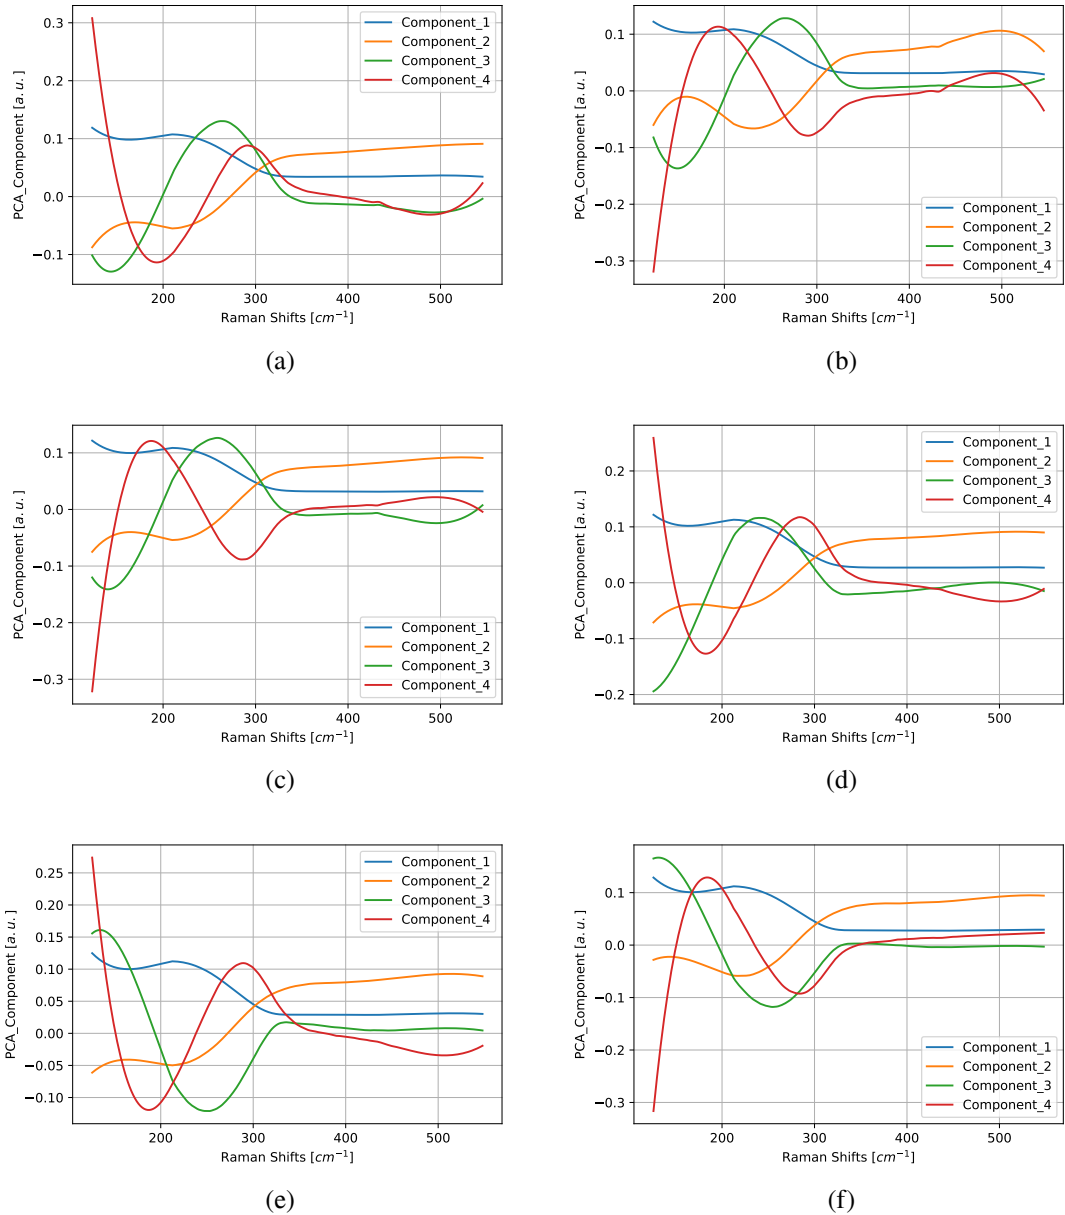 0.3
0.2
0.1
0.0
−0.1
PCA_Component [a. u. ]
200
300
400
500
Raman Shifts [cm⁻¹]
Component_1
Component_2
Component_3
Component_4
(a)
0.1
0.0
−0.1
−0.2
−0.3
PCA_Component [a. u. ]
200
300
400
500
Raman Shifts [cm⁻¹]
Component_1
Component_2
Component_3
Component_4
(b)
0.1
0.0
−0.1
−0.2
−0.3
PCA_Component [a. u. ]
200
300
400
500
Raman Shifts [cm⁻¹]
Component_1
Component_2
Component_3
Component_4
(c)
0.2
0.1
0.0
−0.1
−0.2
PCA_Component [a. u. ]
200
300
400
500
Raman Shifts [cm⁻¹]
Component_1
Component_2
Component_3
Component_4
(d)
0.25
0.20
0.15
0.10
0.05
0.00
−0.05
−0.10
PCA_Component [a. u. ]
200
300
400
500
Raman Shifts [cm⁻¹]
Component_1
Component_2
Component_3
Component_4
(e)
0.1
0.0
−0.1
−0.2
−0.3
PCA_Component [a. u. ]
200
300
400
500
Raman Shifts [cm⁻¹]
Component_1
Component_2
Component_3
Component_4
(f)